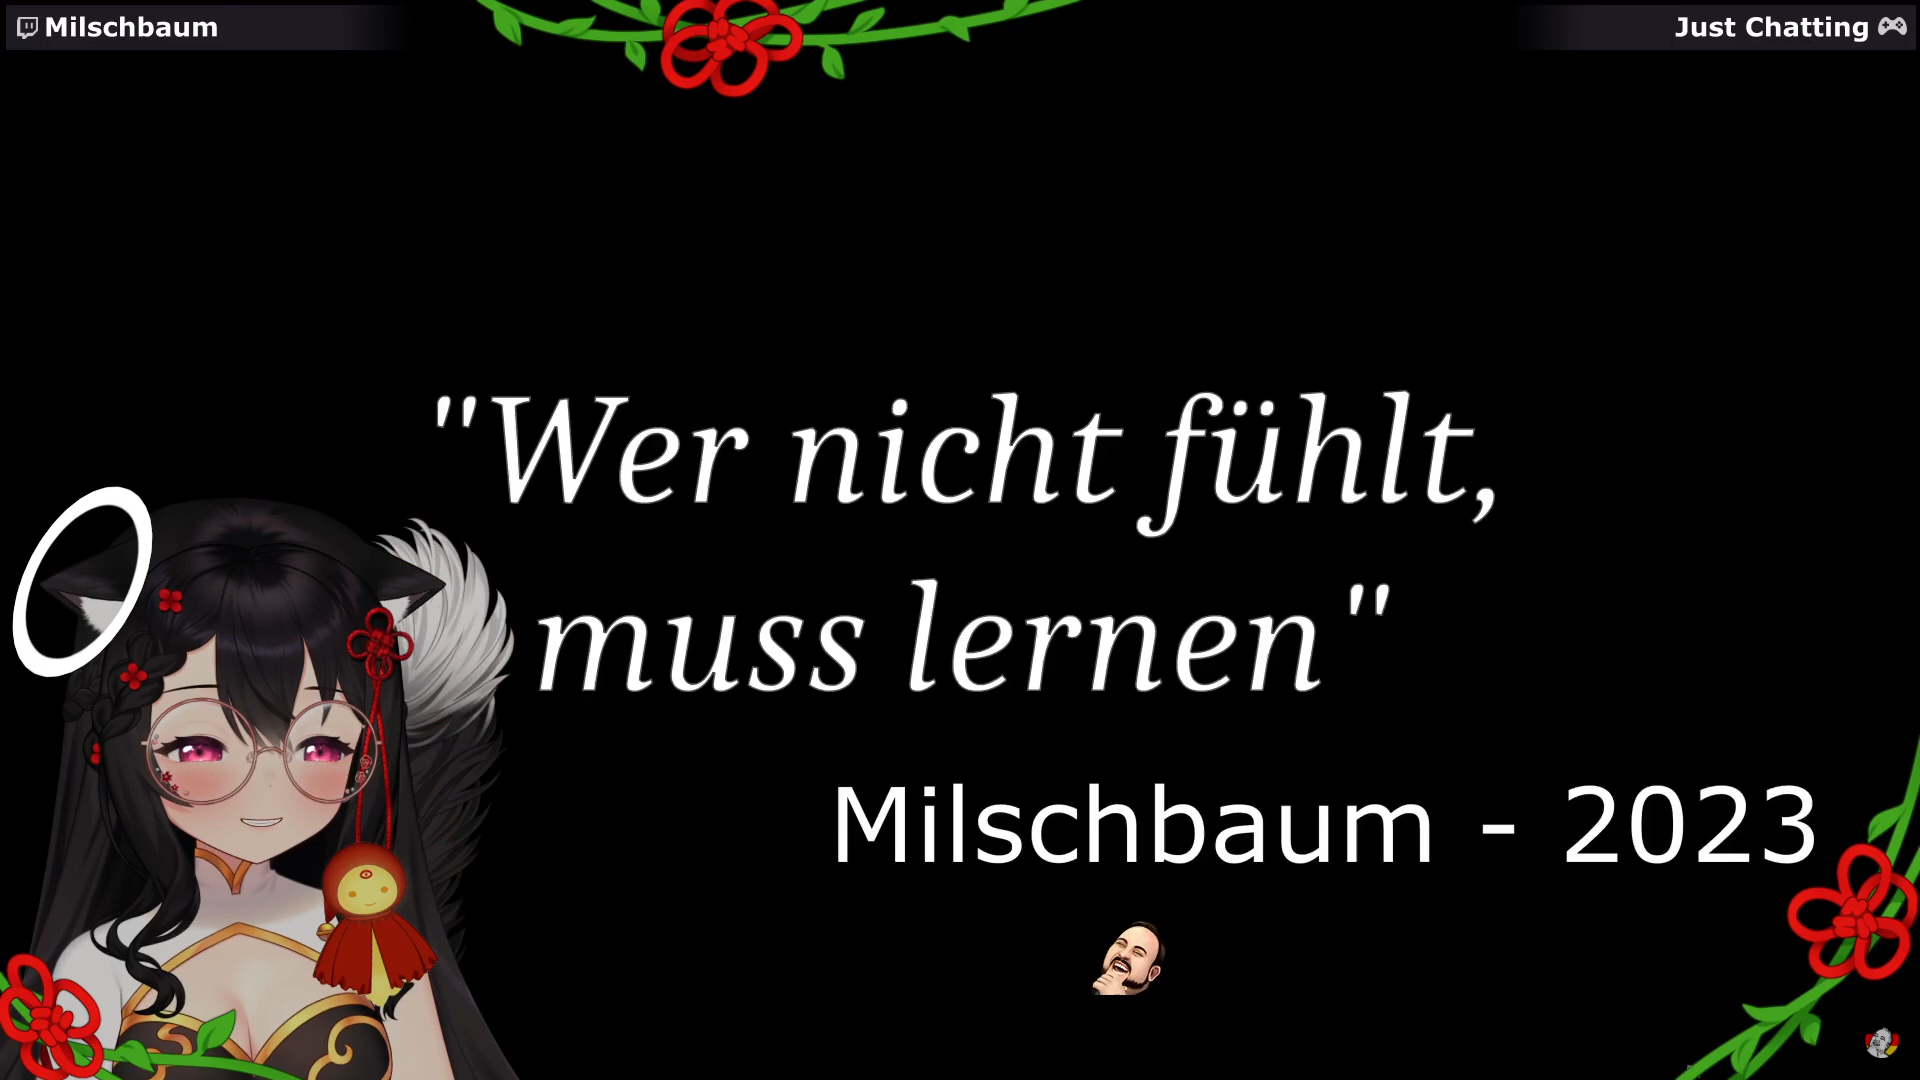 Milschbaum
Just Chatting
"Wer nicht fühlt,
muss lernen"
Milschbaum - 2023